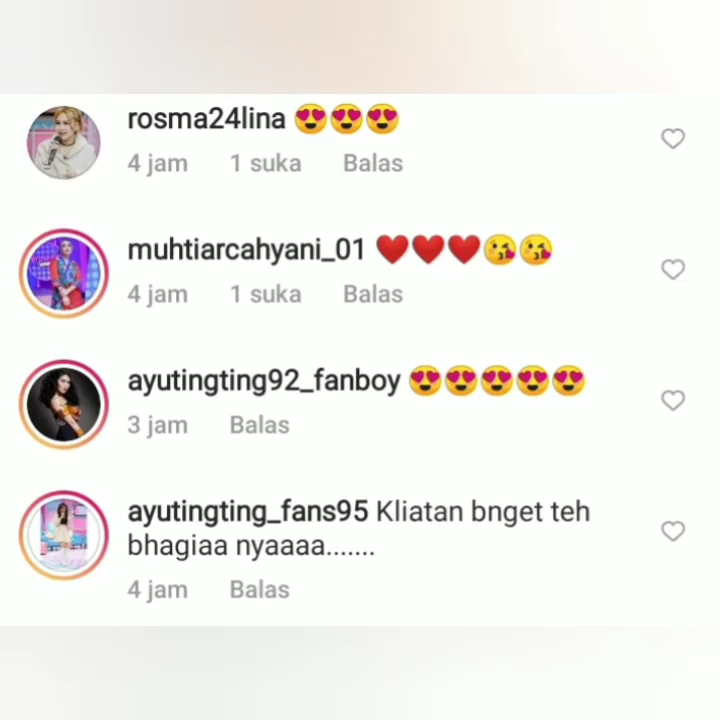 rosma24lina 😍😍😍
4 jam 1 suka Balas
muhtiarcahyani_01 ❤️❤️❤️😘😘
4 jam 1 suka Balas
ayutingting92_fanboy 😍😍😍😍😍
3 jam Balas
ayutingting_fans95 Kliatan bnget teh
bhagiaa nyaaaa.......
4 jam Balas